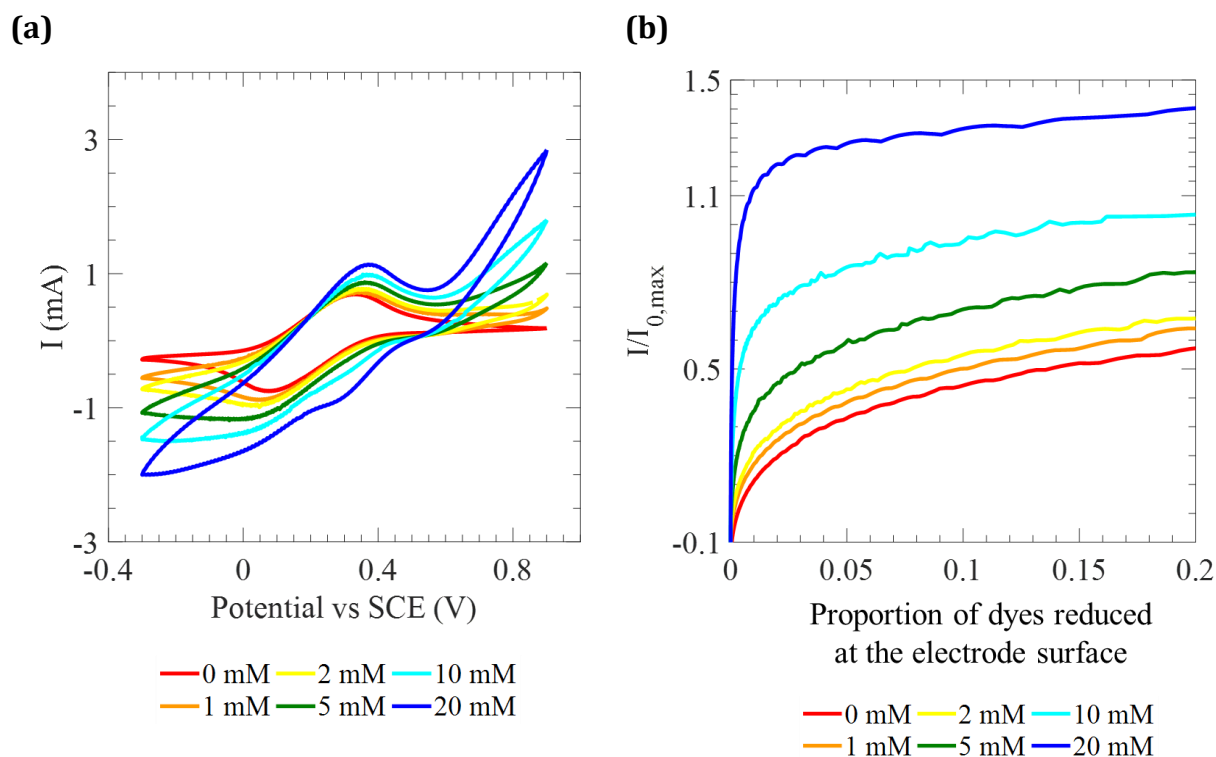 (a)
I (mA)
3
1
-1
-3
-0.4 0 0.4 0.8
Potential vs SCE (V)
0 mM 2 mM 10 mM
1 mM 5 mM 20 mM
(b)
I/I0,max
1.5
1.1
0.5
-0.1
0 0.05 0.1 0.15 0.2
Proportion of dyes reduced
at the electrode surface
0 mM 2 mM 10 mM
1 mM 5 mM 20 mM